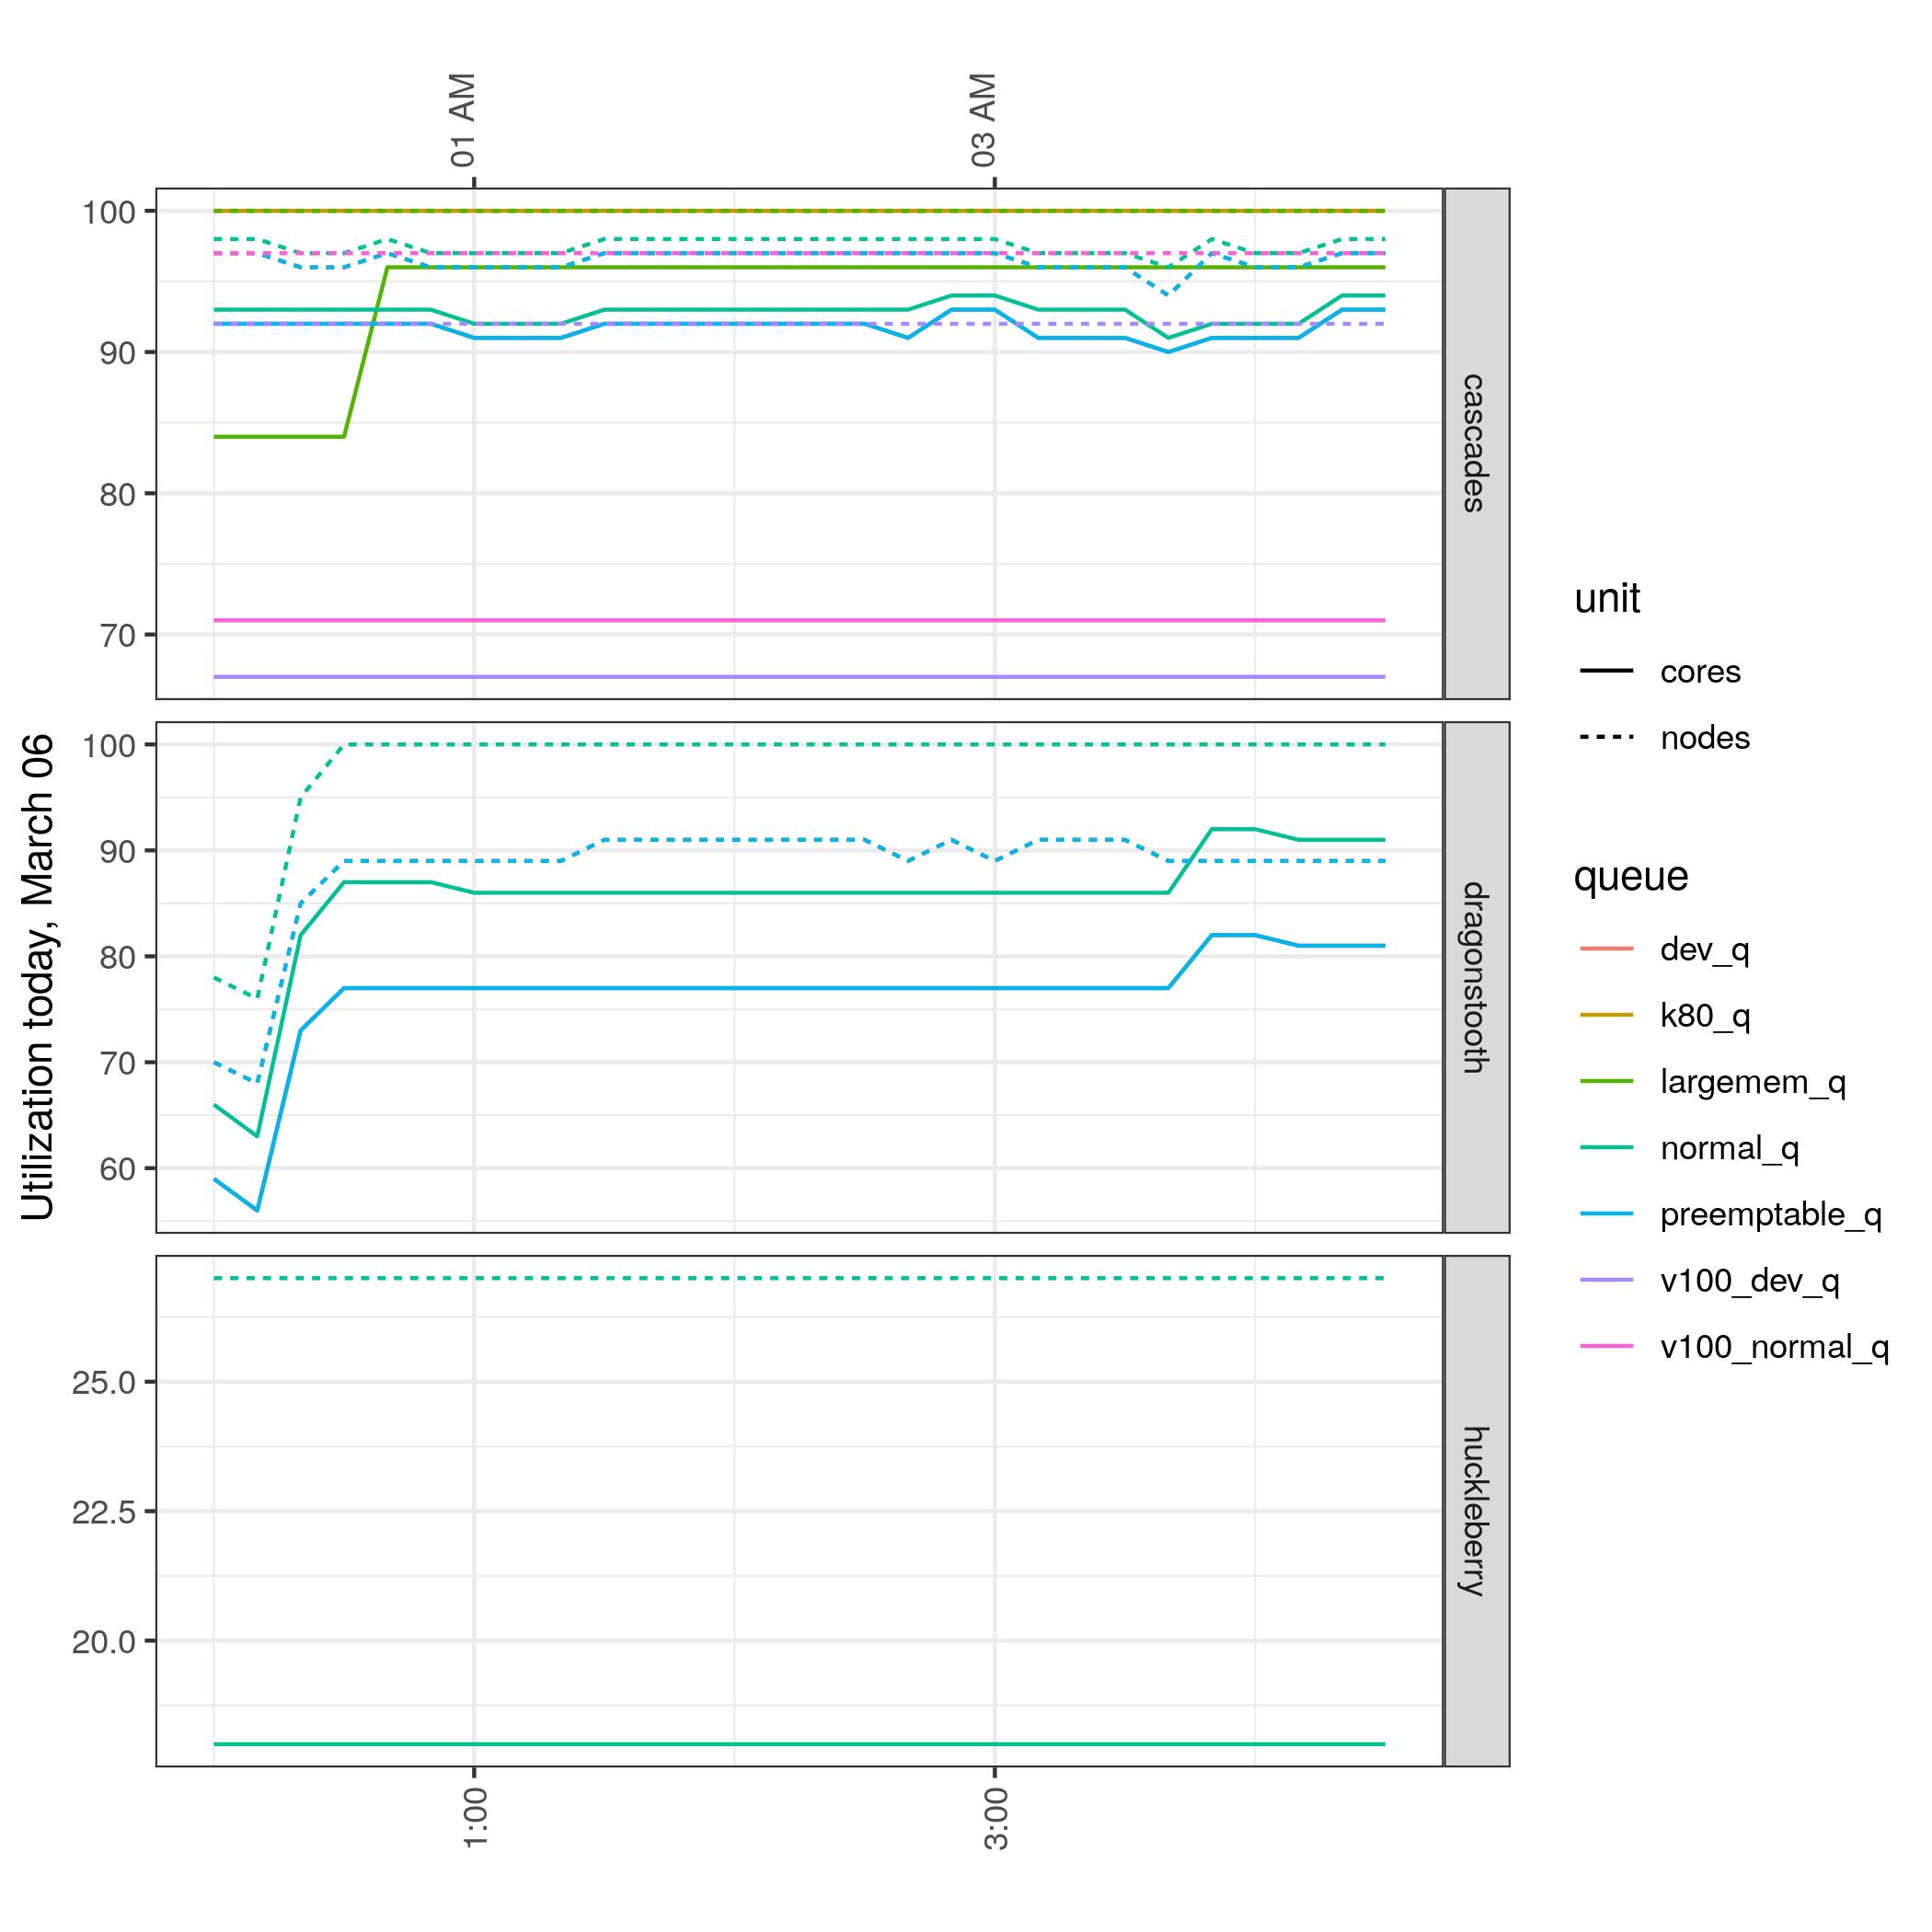 01 AM
03 AM
100
90
80
70
cascades
Utilization today, March 06
100
90
80
70
60
dragonstooth
25.0
22.5
20.0
huckleberry
1:00
3:00
unit
cores
nodes
queue
dev_q
k80_q
largemem_q
normal_q
preemptable_q
v100_dev_q
v100_normal_q